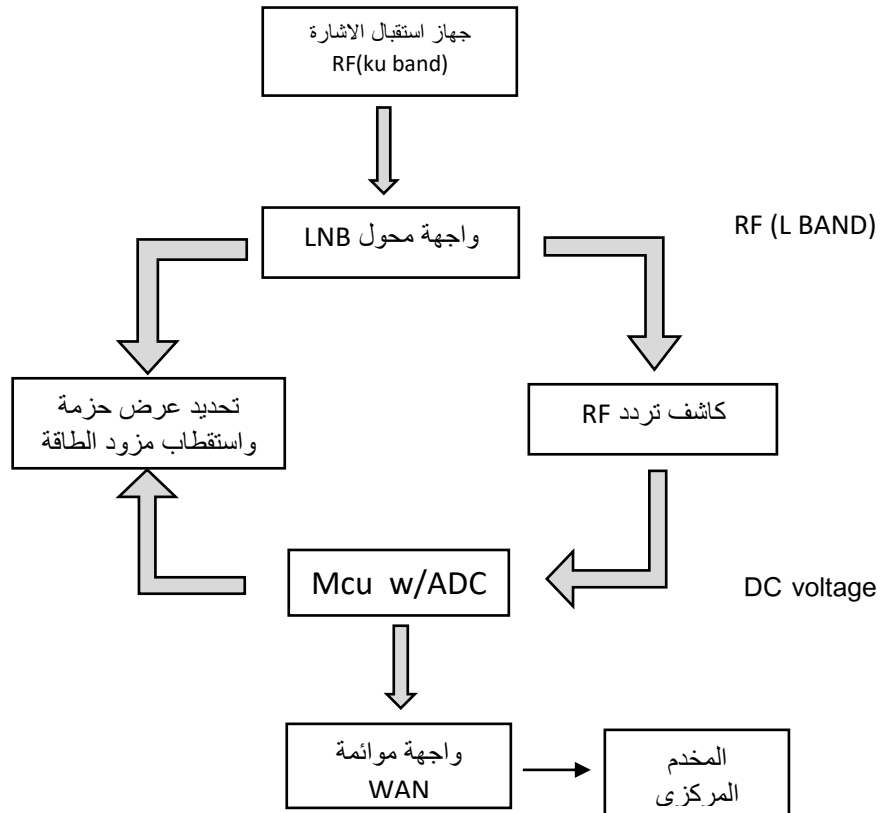 جهاز استقبال الاشارة
RF(ku band)
واجهة محول LNB
RF (L BAND)
تحديد عرض حزمة
واستقطاب مزود الطاقة
كاشف تردد RF
Mcu w/ADC
DC voltage
واجهة موائمة
WAN
المخدم
المركزي